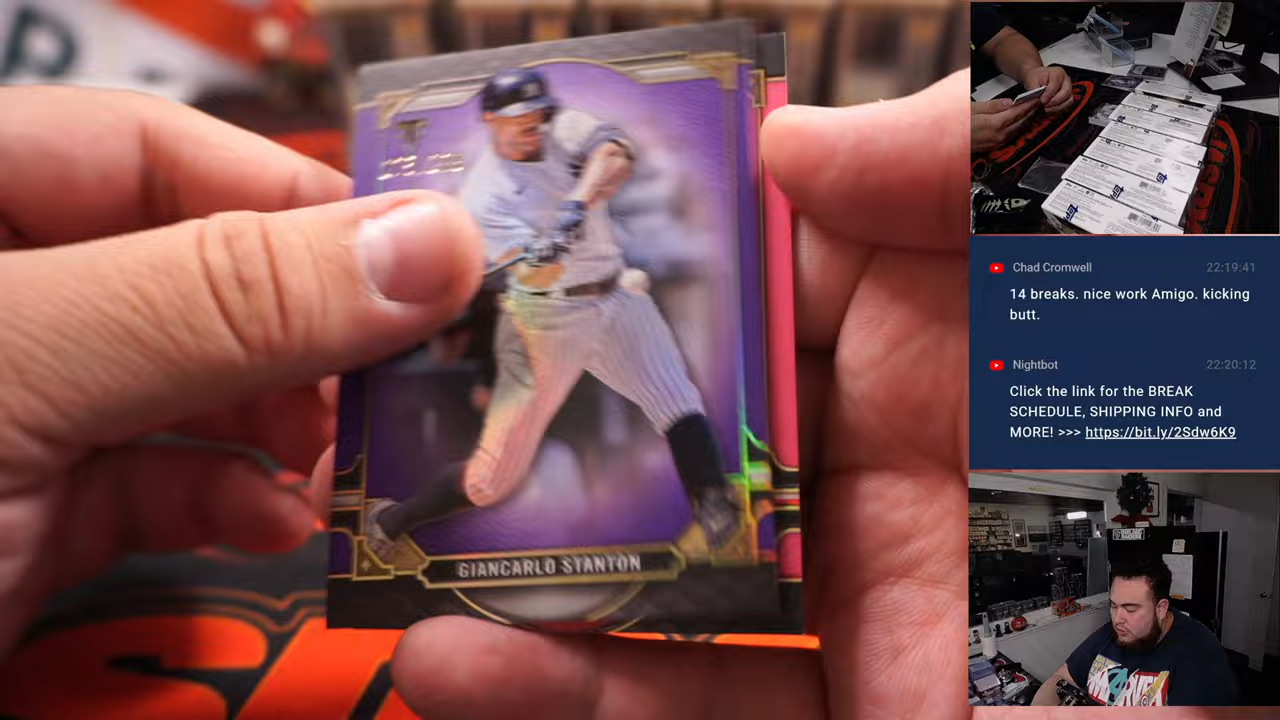 GIANCARLO STANTON
Chad Cromwell 22:19:41
14 breaks. nice work Amigo. kicking
butt.
Nightbot 22:20:12
Click the link for the BREAK
SCHEDULE, SHIPPING INFO and
MORE! >>> https://bit.ly/2Sdw6K9
MARVEL